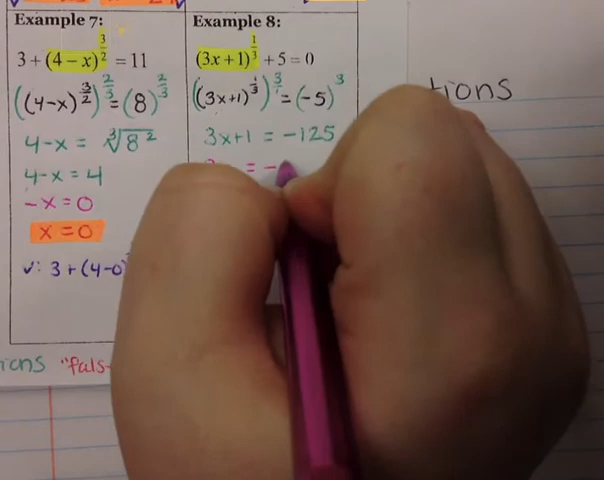 Example 7:
3 + (4 − x)^{3/2} = 11
((4-x)^{3/2})^{2/3} = (8)^{2/3}
4-x = ∛8²
4-x = 4
-x = 0
x = 0
✓: 3 + (4-0)
Example 8:
(3x + 1)^{1/3} + 5 = 0
((3x+1)^{1/3})^{3} = (-5)^{3}
3x+1 = -125
= -
tions
ions "fals